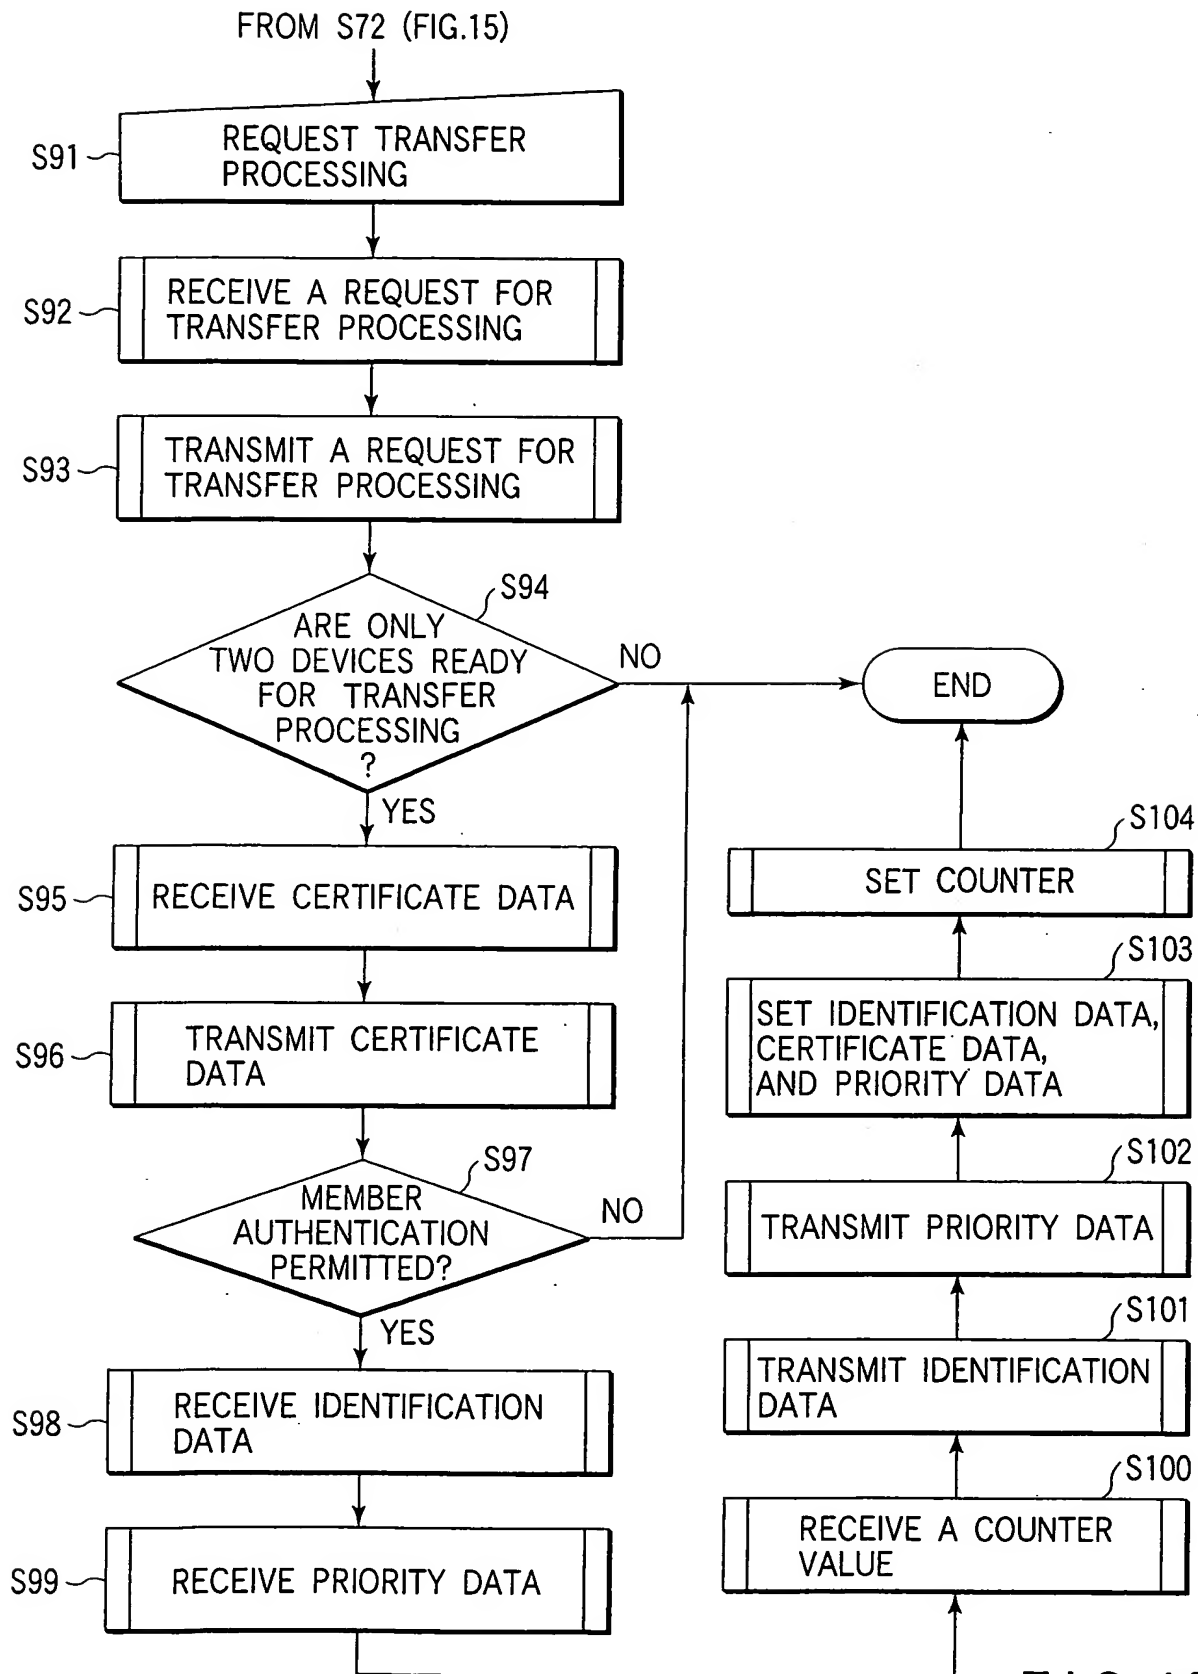 FROM S72 (FIG.15)
S91
REQUEST TRANSFER
PROCESSING
S92
RECEIVE A REQUEST FOR
TRANSFER PROCESSING
S93
TRANSMIT A REQUEST FOR
TRANSFER PROCESSING
S94
ARE ONLY
TWO DEVICES READY
FOR TRANSFER
PROCESSING
?
NO
YES
END
S95
RECEIVE CERTIFICATE DATA
S96
TRANSMIT CERTIFICATE
DATA
S97
MEMBER
AUTHENTICATION
PERMITTED?
NO
YES
S98
RECEIVE IDENTIFICATION
DATA
S99
RECEIVE PRIORITY DATA
S100
RECEIVE A COUNTER
VALUE
S101
TRANSMIT IDENTIFICATION
DATA
S102
TRANSMIT PRIORITY DATA
S103
SET IDENTIFICATION DATA,
CERTIFICATE DATA,
AND PRIORITY DATA
S104
SET COUNTER